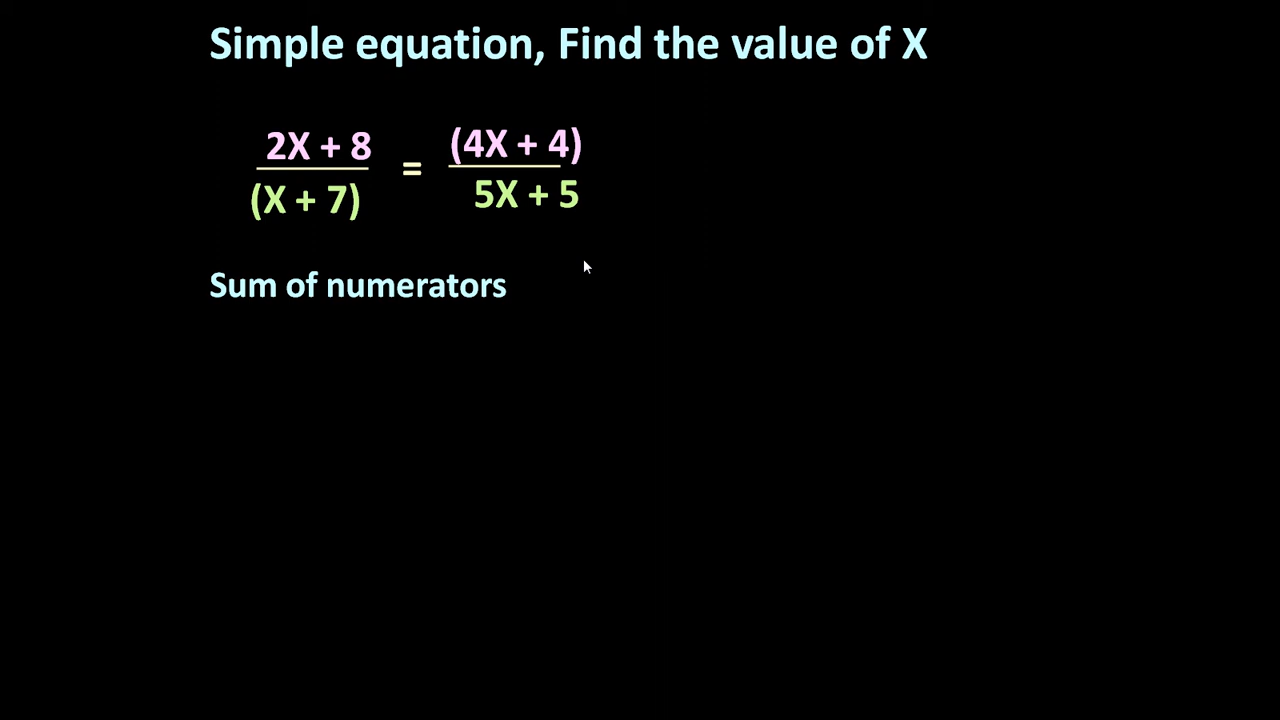 Simple equation, Find the value of X
2X + 8 = (4X + 4)
(X + 7) 5X + 5
Sum of numerators